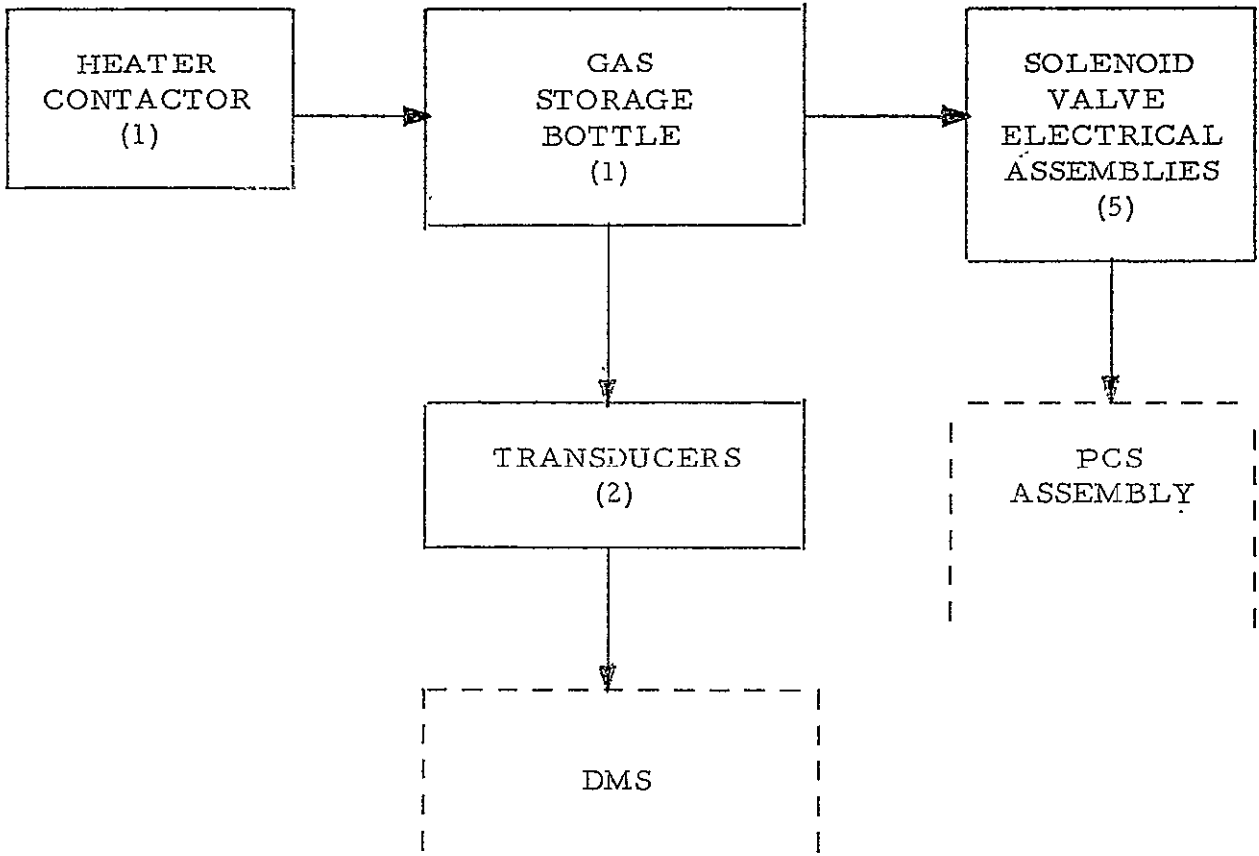 HEATER
CONTACTOR
(1)
GAS
STORAGE
BOTTLE
(1)
SOLENOID
VALVE
ELECTRICAL
ASSEMBLIES
(5)
TRANSDUCERS
(2)
PCS
ASSEMBLY
DMS